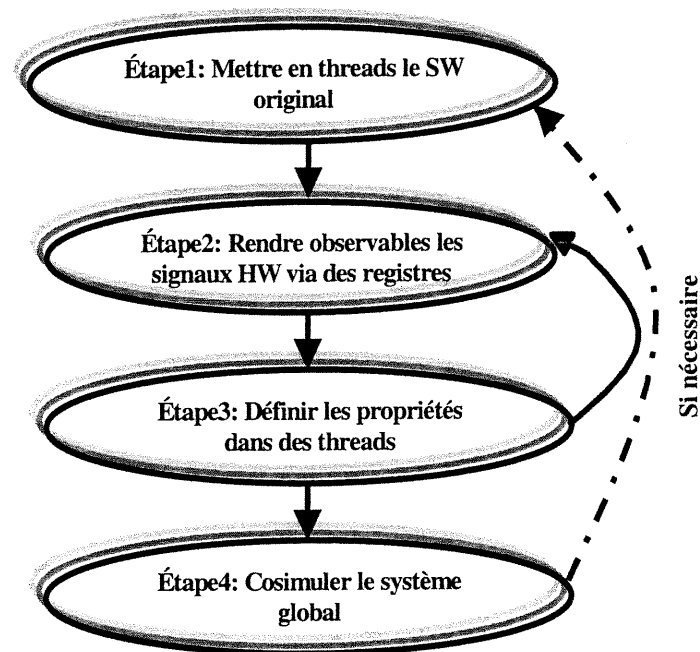 Étape1: Mettre en threads le SW
original
Étape2: Rendre observables les
signaux HW via des registres
Étape3: Définir les propriétés
dans des threads
Étape4: Cosimuler le système
global
Si nécessaire